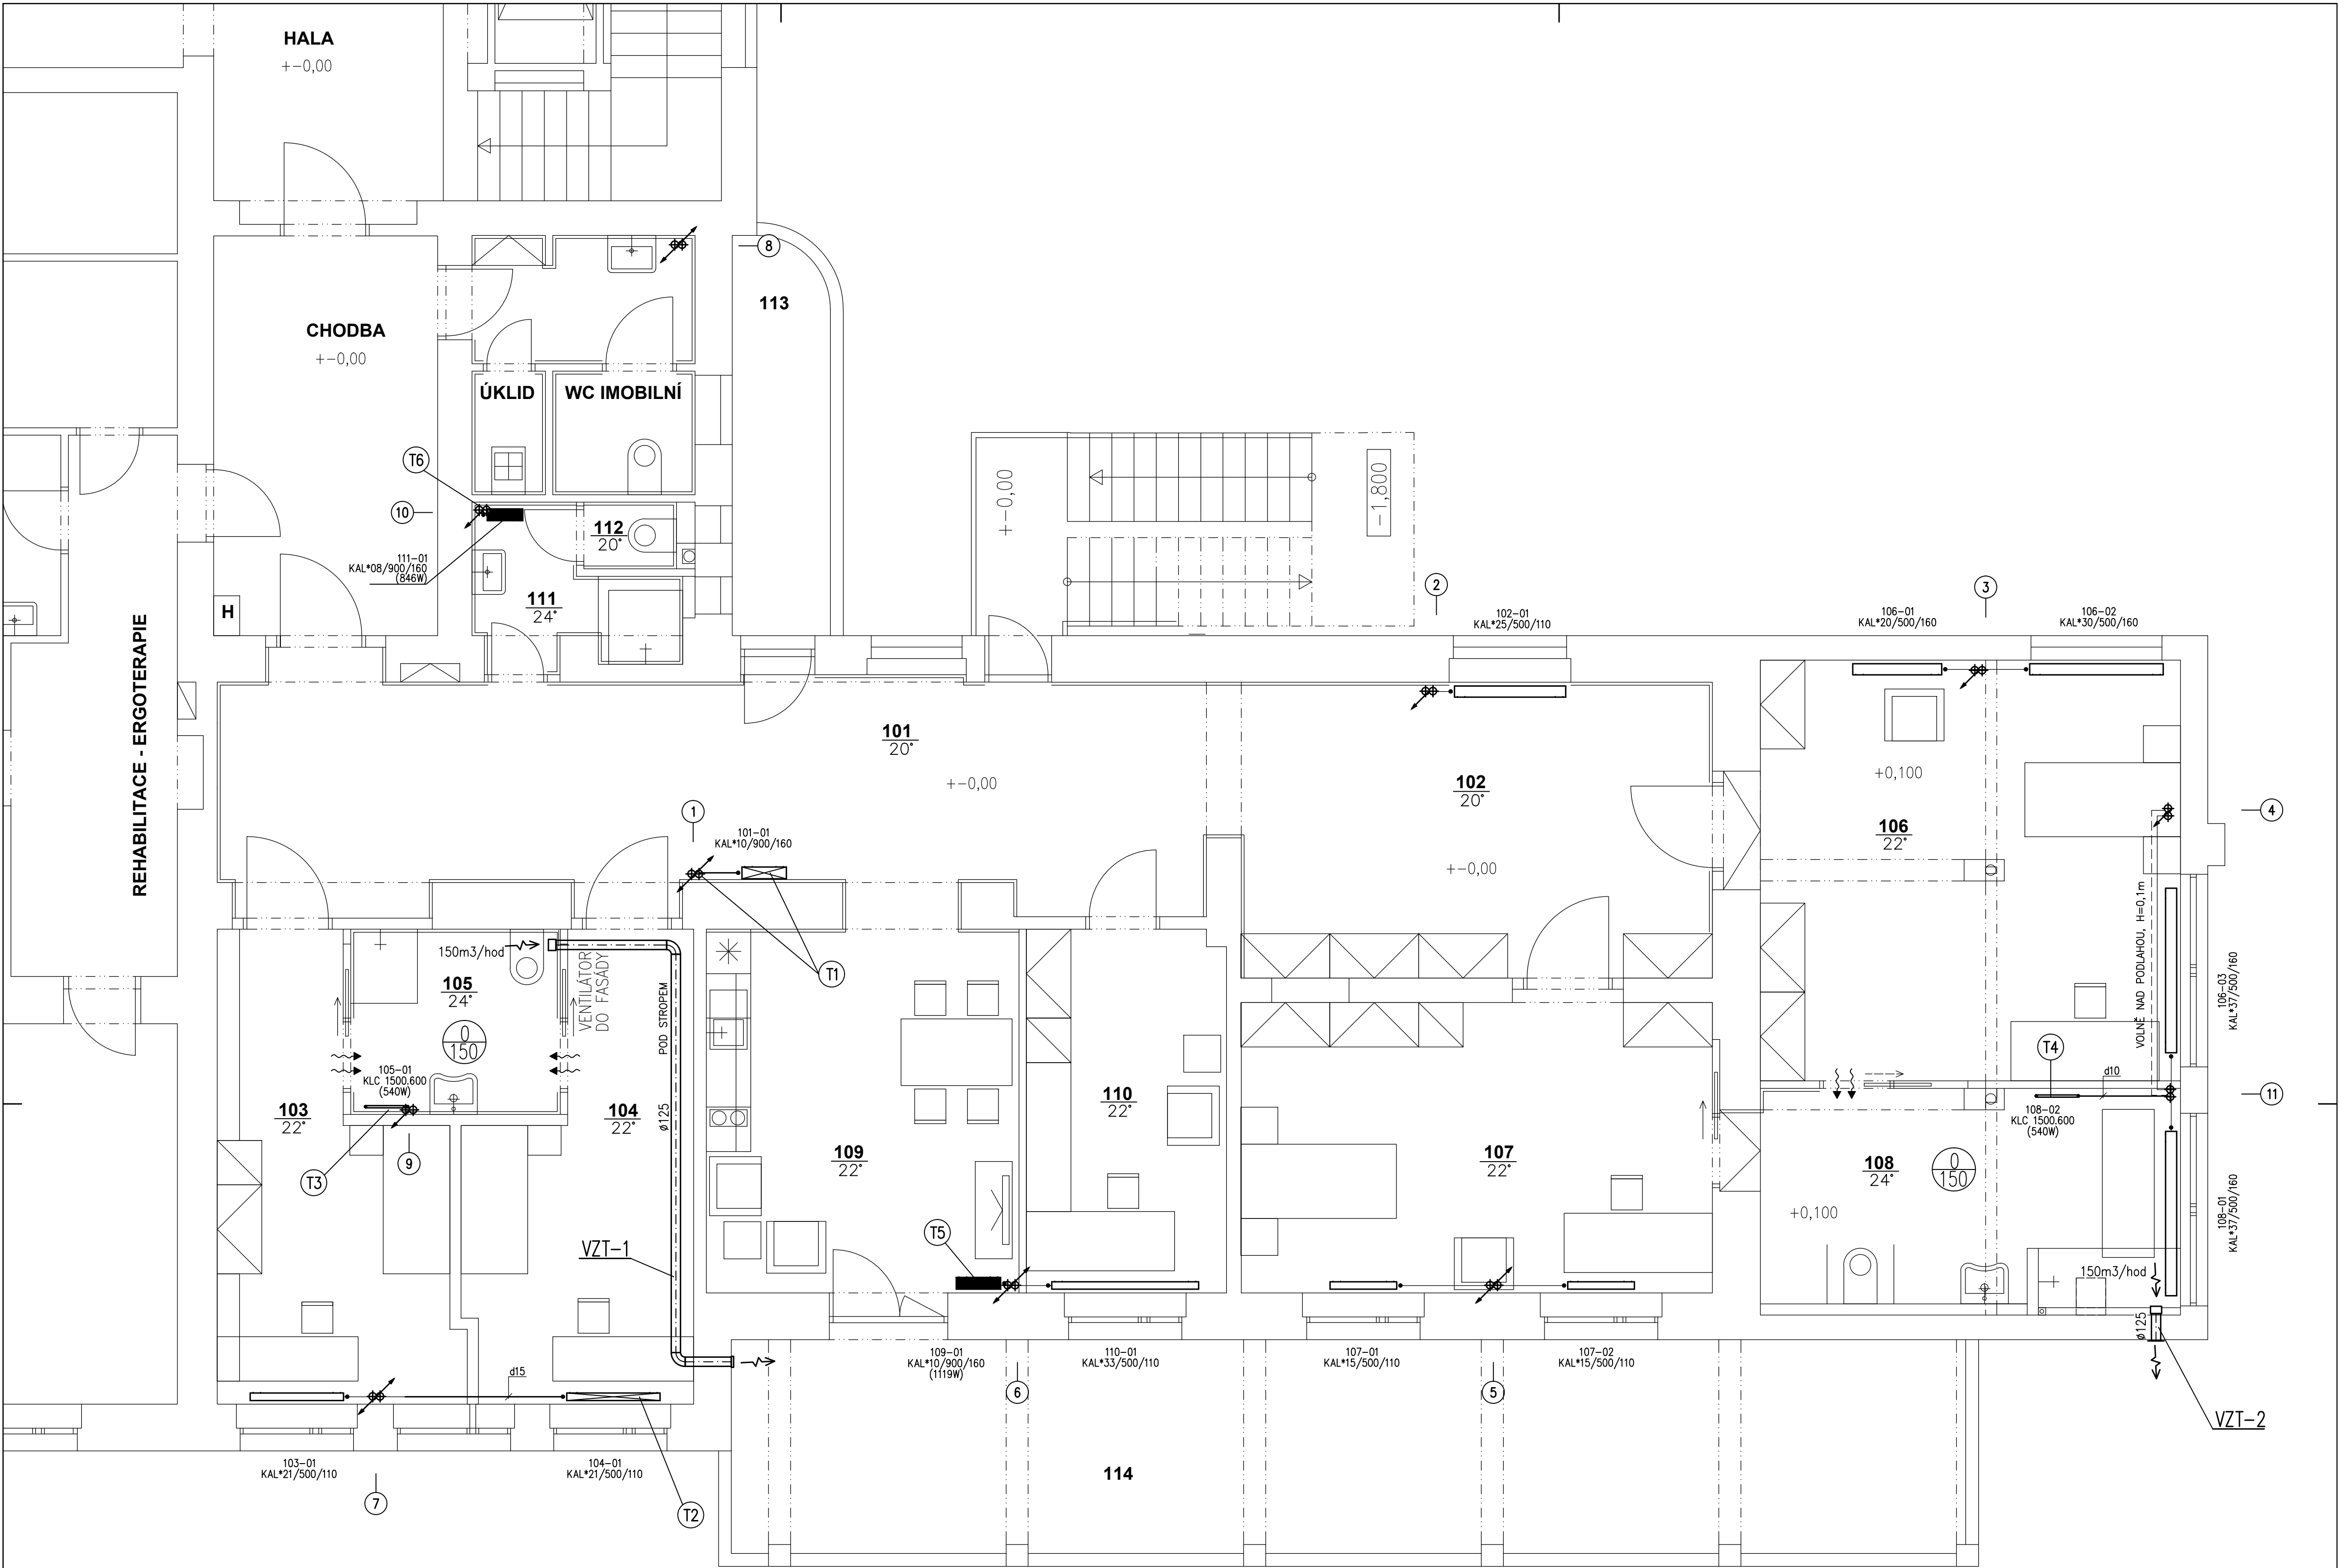 HALA
+-0,00
8
113
CHODBA
+-0,00
ÚKLID
WC IMOBILNÍ
T6
10
112
20°
111-01
KAL*08/900/160
(846W)
111
24°
H
+-0,00
-1,800
2
102-01
KAL*25/500/110
106-01
KAL*20/500/160
3
106-02
KAL*30/500/160
REHABILITACE - ERGOTERAPIE
101
20°
+-0,00
102
20°
+-0,00
+0,100
106
22°
4
1
101-01
KAL*10/900/160
T1
VOLNĚ NAD PODLAHOU, H=0,1m
106-03
KAL*37/500/160
150m3/hod
105
24°
VENTILÁTOR
DO FASÁDY
POD STROPEM
0
150
105-01
KLC 1500.600
(540W)
103
22°
104
22°
ø125
9
T3
109
22°
110
22°
107
22°
T4
d10
11
108-02
KLC 1500.600
(540W)
108
24°
0
150
+0,100
108-01
KAL*37/500/160
VZT-1
T5
150m3/hod
ø125
VZT-2
109-01
KAL*10/900/160
(1119W)
6
110-01
KAL*33/500/110
107-01
KAL*15/500/110
5
107-02
KAL*15/500/110
d15
103-01
KAL*21/500/110
7
104-01
KAL*21/500/110
T2
114